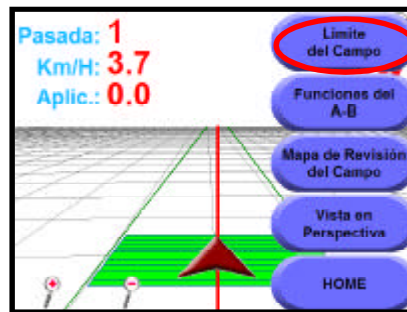 Pasada: 1
Km/H: 3.7
Aplic.: 0.0
Limite
del Campo
Funciones del
A-B
Mapa de Revisión
del Campo
Vista en
Perspectiva
HOME